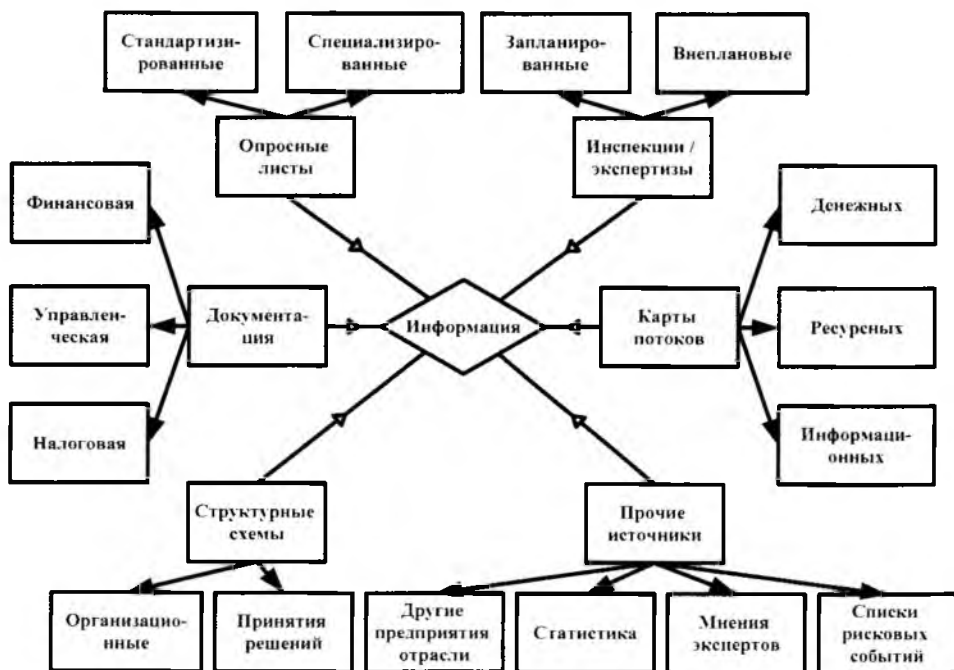 Стандартизи-
рованные
Специализиро-
ванные
Запланиро-
ванные
Внеплановые
Опросные
листы
Инспекции /
экспертизы
Финансовая
Денежных
Управлен-
ческая
Документа-
ция
Информация
Карты
потоков
Ресурсных
Налоговая
Информаци-
онных
Структурные
схемы
Прочие
источники
Организацио-
нные
Принятия
решений
Другие
предприятия
отрасли
Статистика
Мнения
экспертов
Списки
рисковых
событий